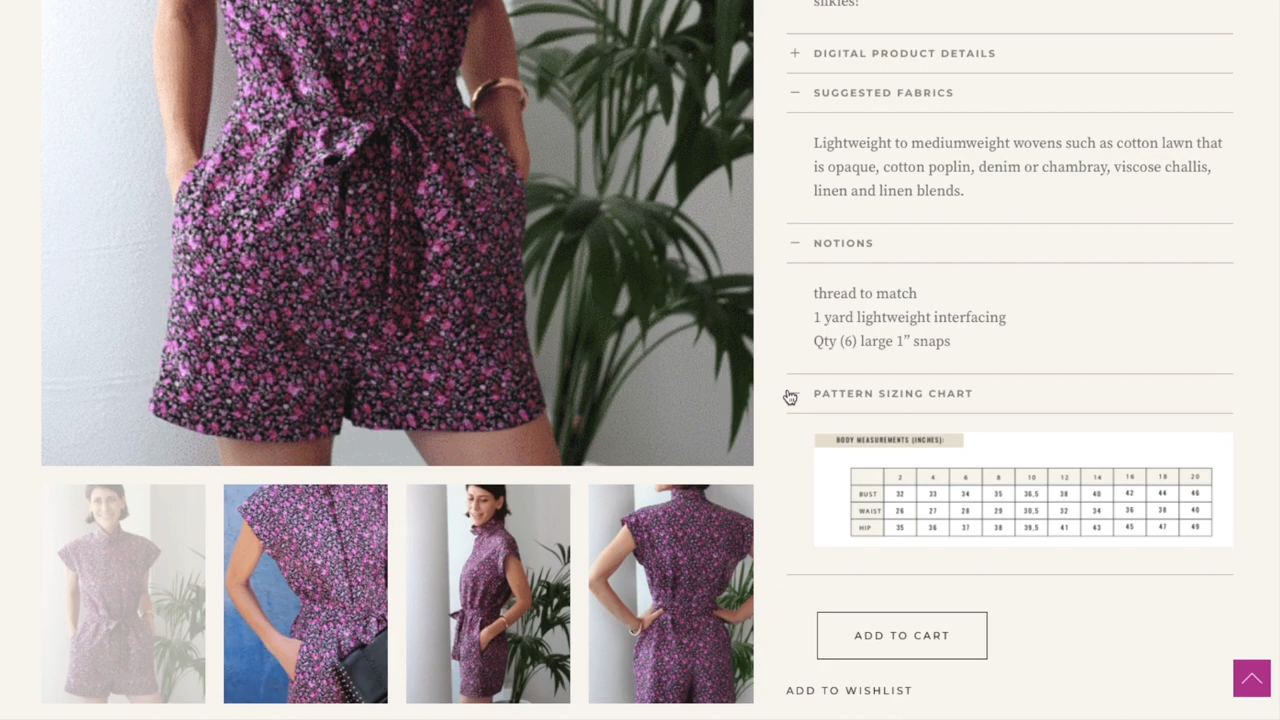 silkies!
+ DIGITAL PRODUCT DETAILS
− SUGGESTED FABRICS
Lightweight to mediumweight wovens such as cotton lawn that
is opaque, cotton poplin, denim or chambray, viscose challis,
linen and linen blends.
− NOTIONS
thread to match
1 yard lightweight interfacing
Qty (6) large 1” snaps
PATTERN SIZING CHART
BODY MEASUREMENTS (INCHES):
2 4 6 8 10 12 14 16 18 20
BUST 32 33 34 35 36,5 38 40 42 44 46
WAIST 26 27 28 29 30,5 32 34 36 38 40
HIP 35 36 37 38 39,5 41 43 45 47 49
ADD TO CART
ADD TO WISHLIST